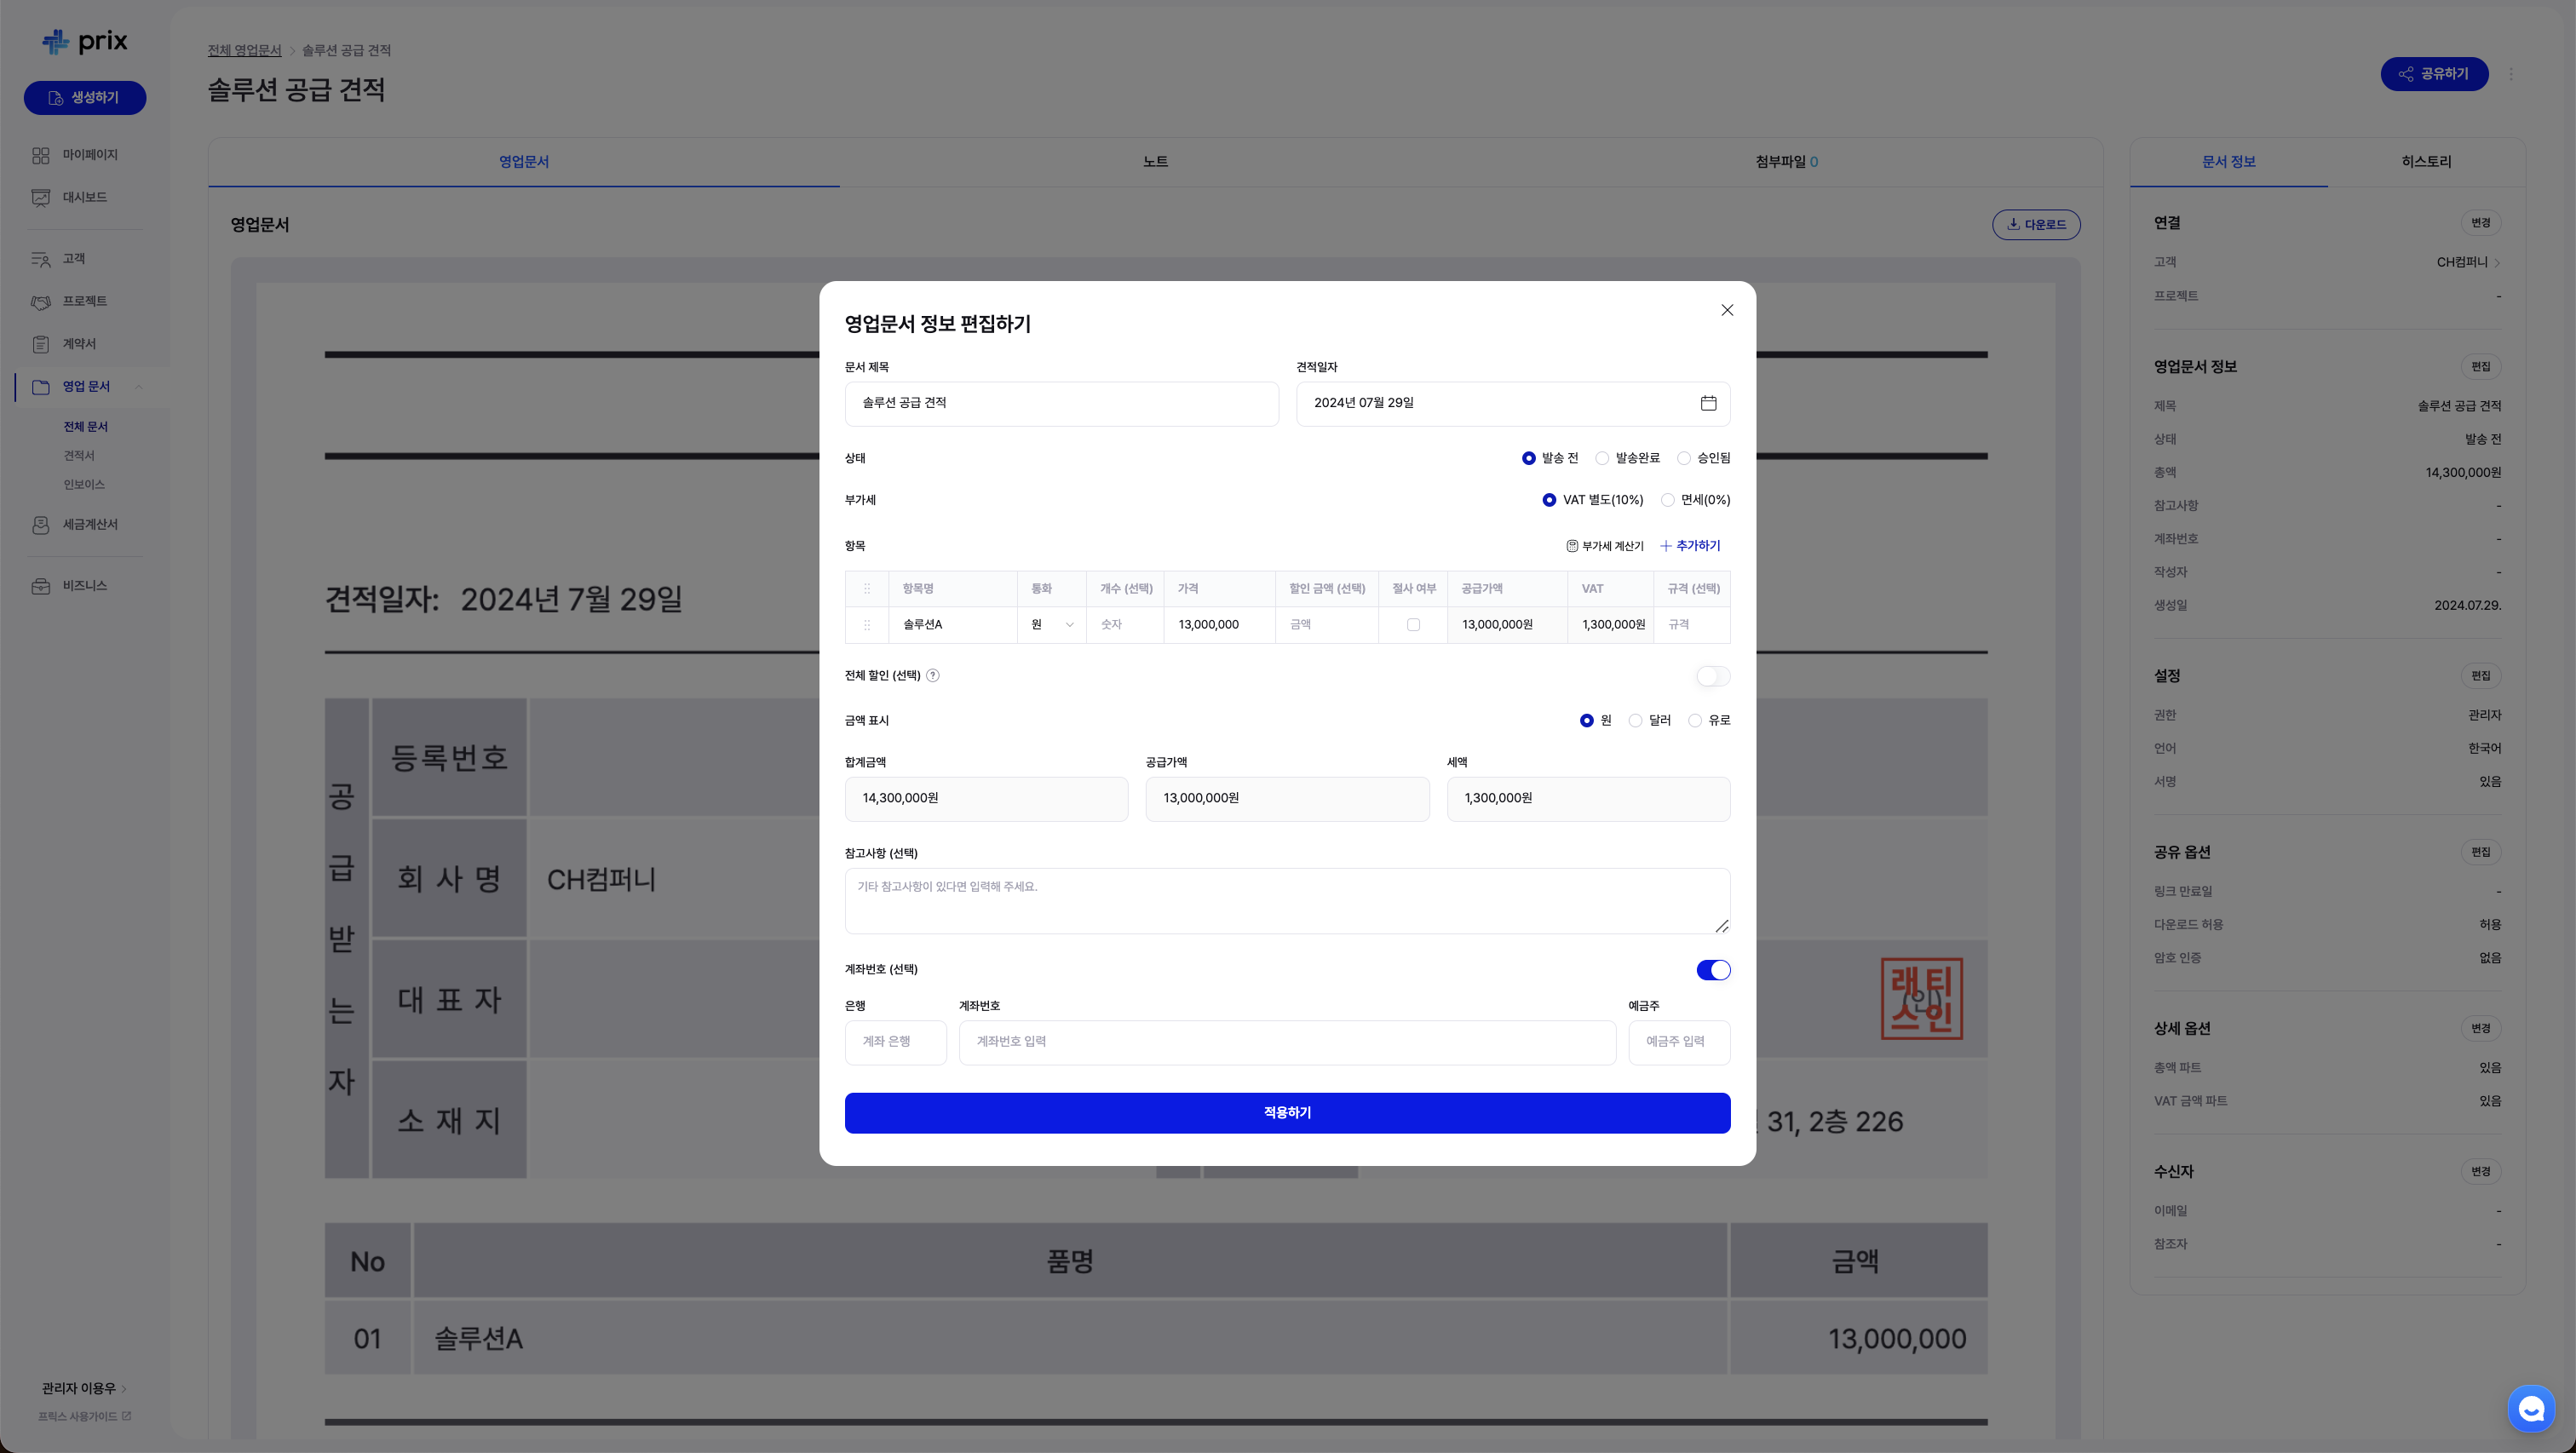 prix
생성하기
마이페이지
대시보드
고객
프로젝트
계약서
영업 문서
전체 문서
견적서
인보이스
세금계산서
비즈니스
관리자 이용우
프릭스 사용가이드
전체 영업문서 > 솔루션 공급 견적
솔루션 공급 견적
공유하기
영업문서 노트 첨부파일 0
영업문서
다운로드
견적일자: 2024년 7월 29일
공급받는자
등록번호
회 사 명 CH컴퍼니
대 표 자
소 재 지
래티
(인)
스인
31, 2층 226
No 품명 금액
01 솔루션A 13,000,000
영업문서 정보 편집하기
문서 제목 견적일자
솔루션 공급 견적 2024년 07월 29일
상태 발송 전 발송완료 승인됨
부가세 VAT 별도(10%) 면세(0%)
항목 부가세 계산기 추가하기
항목명 통화 개수 (선택) 가격 할인 금액 (선택) 절사 여부 공급가액 VAT 규격 (선택)
솔루션A 원 숫자 13,000,000 금액 13,000,000원 1,300,000원 규격
전체 할인 (선택) ?
금액 표시 원 달러 유로
합계금액 공급가액 세액
14,300,000원 13,000,000원 1,300,000원
참고사항 (선택)
기타 참고사항이 있다면 입력해 주세요.
계좌번호 (선택)
은행 계좌번호 예금주
계좌 은행 계좌번호 입력 예금주 입력
적용하기
문서 정보 히스토리
연결 변경
고객 CH컴퍼니
프로젝트 -
영업문서 정보 편집
제목 솔루션 공급 견적
상태 발송 전
총액 14,300,000원
참고사항 -
계좌번호 -
작성자 -
생성일 2024.07.29.
설정 편집
권한 관리자
언어 한국어
서명 있음
공유 옵션 편집
링크 만료일 -
다운로드 허용 허용
암호 인증 없음
상세 옵션 변경
총액 파트 있음
VAT 금액 파트 있음
수신자 변경
이메일 -
참조자 -